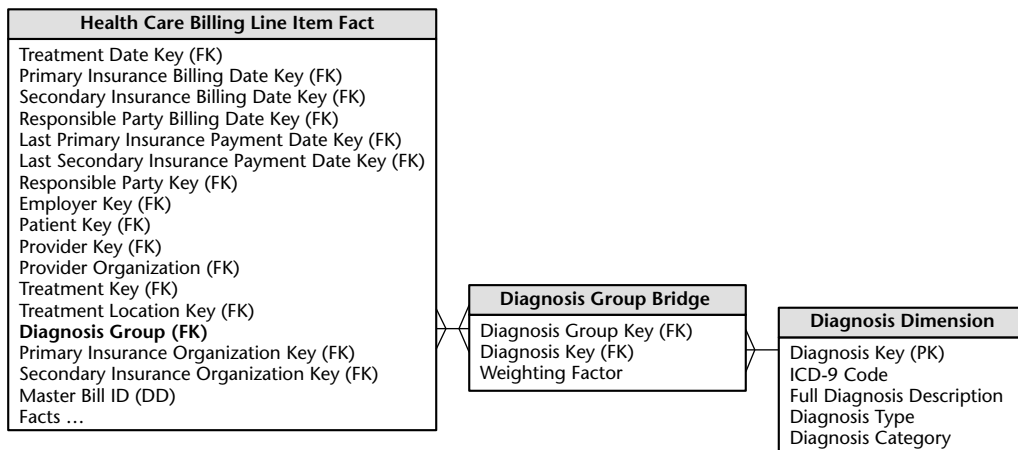 Health Care Billing Line Item Fact
Treatment Date Key (FK)
Primary Insurance Billing Date Key (FK)
Secondary Insurance Billing Date Key (FK)
Responsible Party Billing Date Key (FK)
Last Primary Insurance Payment Date Key (FK)
Last Secondary Insurance Payment Date Key (FK)
Responsible Party Key (FK)
Employer Key (FK)
Patient Key (FK)
Provider Key (FK)
Provider Organization (FK)
Treatment Key (FK)
Treatment Location Key (FK)
Diagnosis Group (FK)
Primary Insurance Organization Key (FK)
Secondary Insurance Organization Key (FK)
Master Bill ID (DD)
Facts …
Diagnosis Group Bridge
Diagnosis Group Key (FK)
Diagnosis Key (FK)
Weighting Factor
Diagnosis Dimension
Diagnosis Key (PK)
ICD-9 Code
Full Diagnosis Description
Diagnosis Type
Diagnosis Category